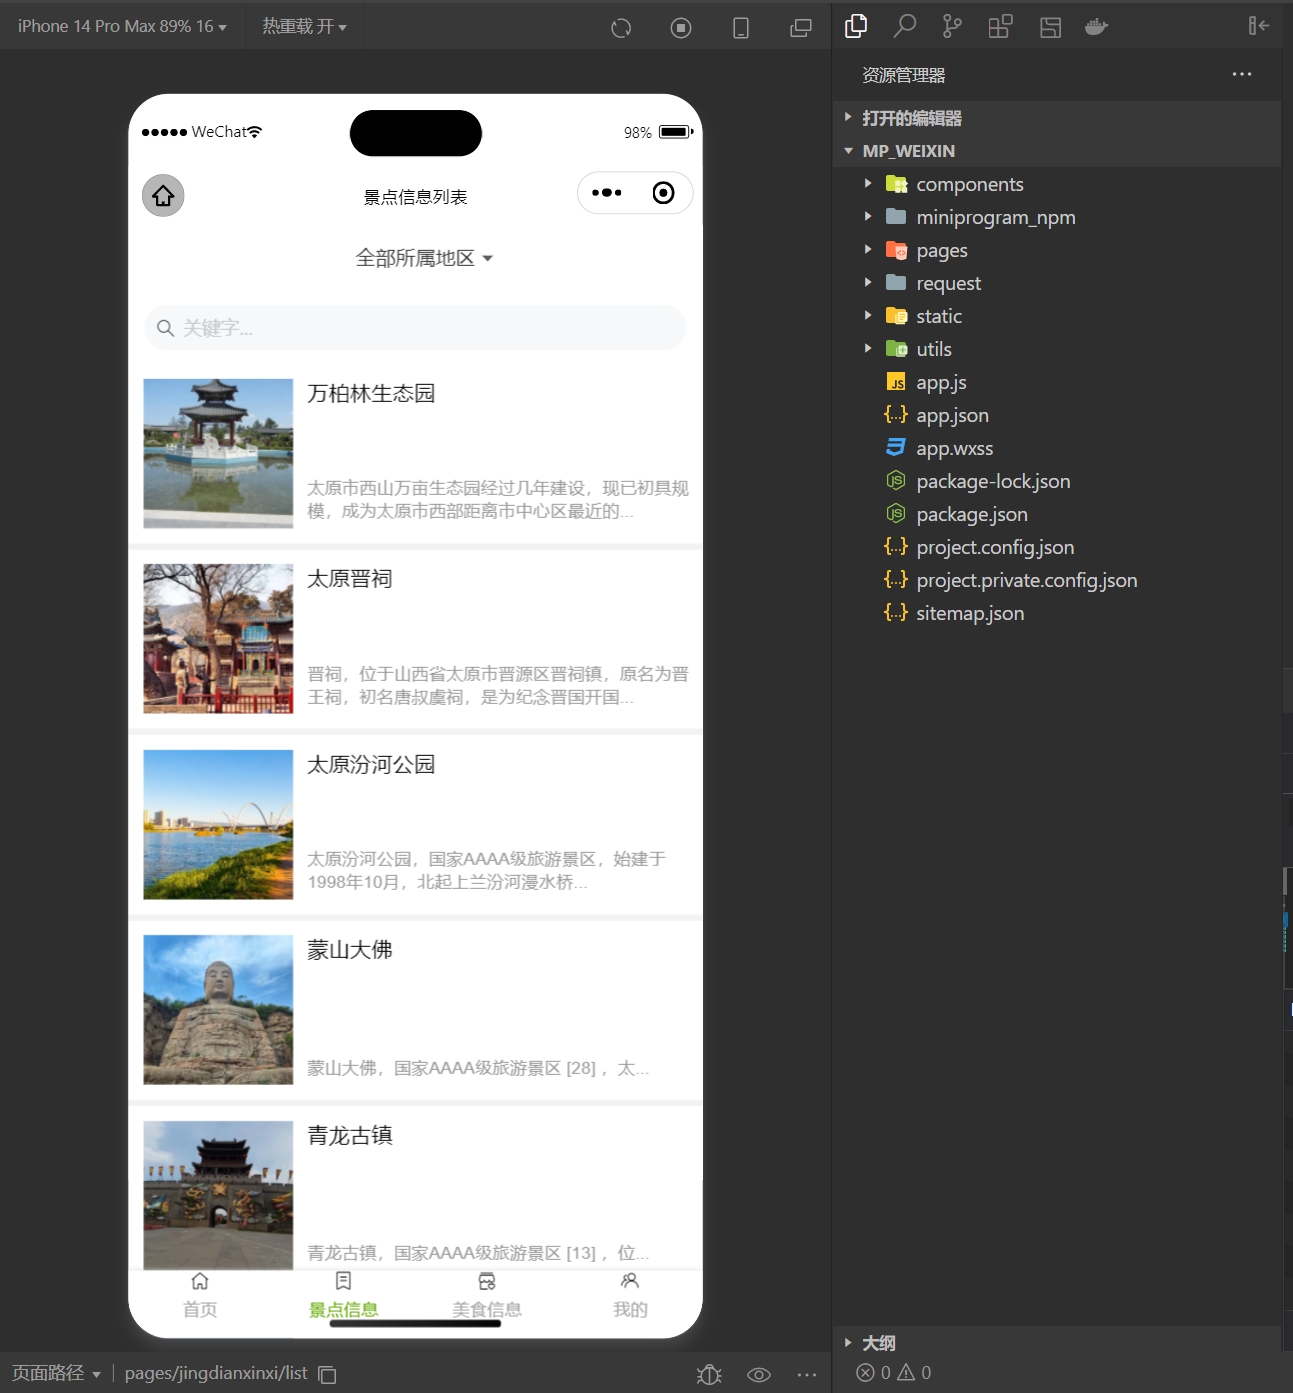 iPhone 14 Pro Max 89% 16
热重载 开
WeChat
98%
景点信息列表
全部所属地区
关键字...
万柏林生态园
太原市西山万亩生态园经过几年建设，现已初具规
模，成为太原市西部距离市中心区最近的...
太原晋祠
晋祠，位于山西省太原市晋源区晋祠镇，原名为晋
王祠，初名唐叔虞祠，是为纪念晋国开国...
太原汾河公园
太原汾河公园，国家AAAA级旅游景区，始建于
1998年10月，北起上兰汾河漫水桥...
蒙山大佛
蒙山大佛，国家AAAA级旅游景区 [28] ，太...
青龙古镇
青龙古镇，国家AAAA级旅游景区 [13] ，位...
首页
景点信息
美食信息
我的
页面路径
pages/jingdianxinxi/list
资源管理器
打开的编辑器
MP_WEIXIN
components
miniprogram_npm
pages
request
static
utils
JS app.js
{..} app.json
app.wxss
JS package-lock.json
JS package.json
{..} project.config.json
{..} project.private.config.json
{..} sitemap.json
大纲
0
0